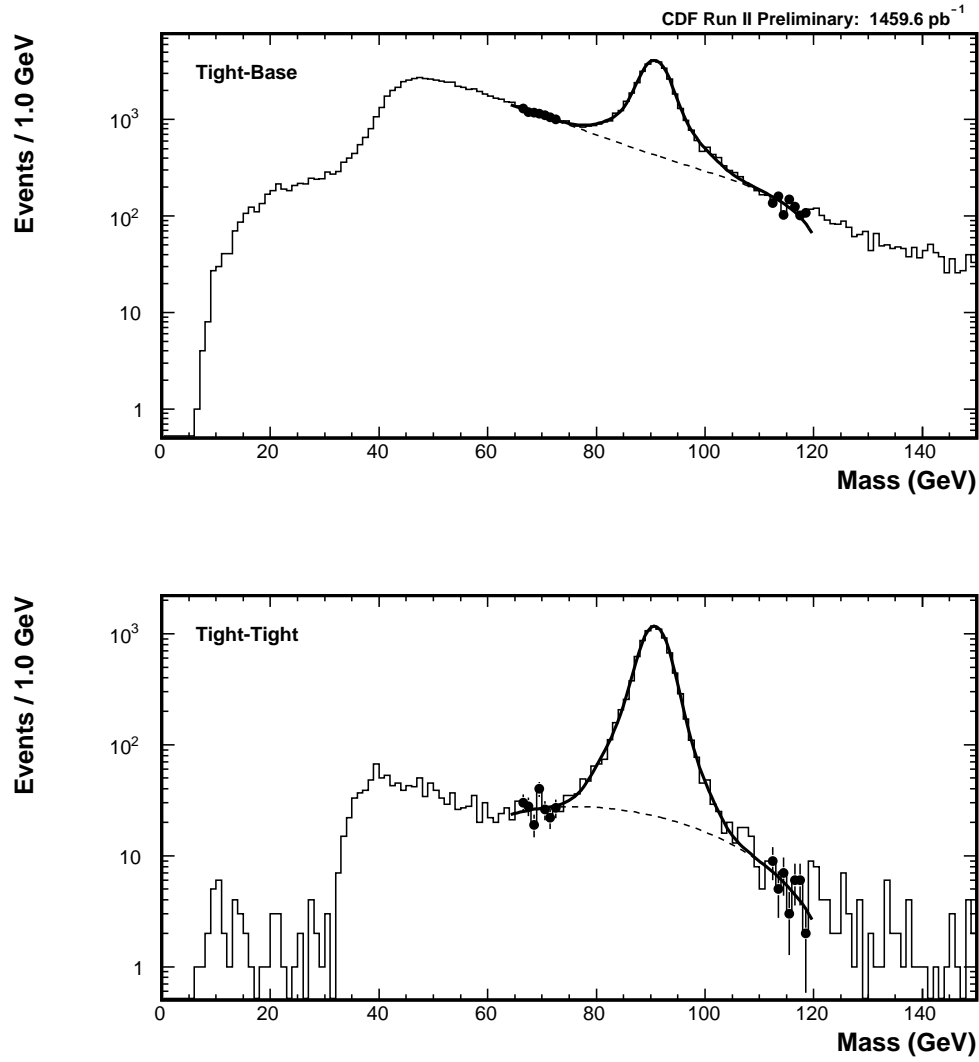 CDF Run II Preliminary: 1459.6 pb⁻¹
Tight-Base
Events / 1.0 GeV
10³
10²
10
1
0 20 40 60 80 100 120 140
Mass (GeV)
Tight-Tight
Events / 1.0 GeV
10³
10²
10
1
0 20 40 60 80 100 120 140
Mass (GeV)